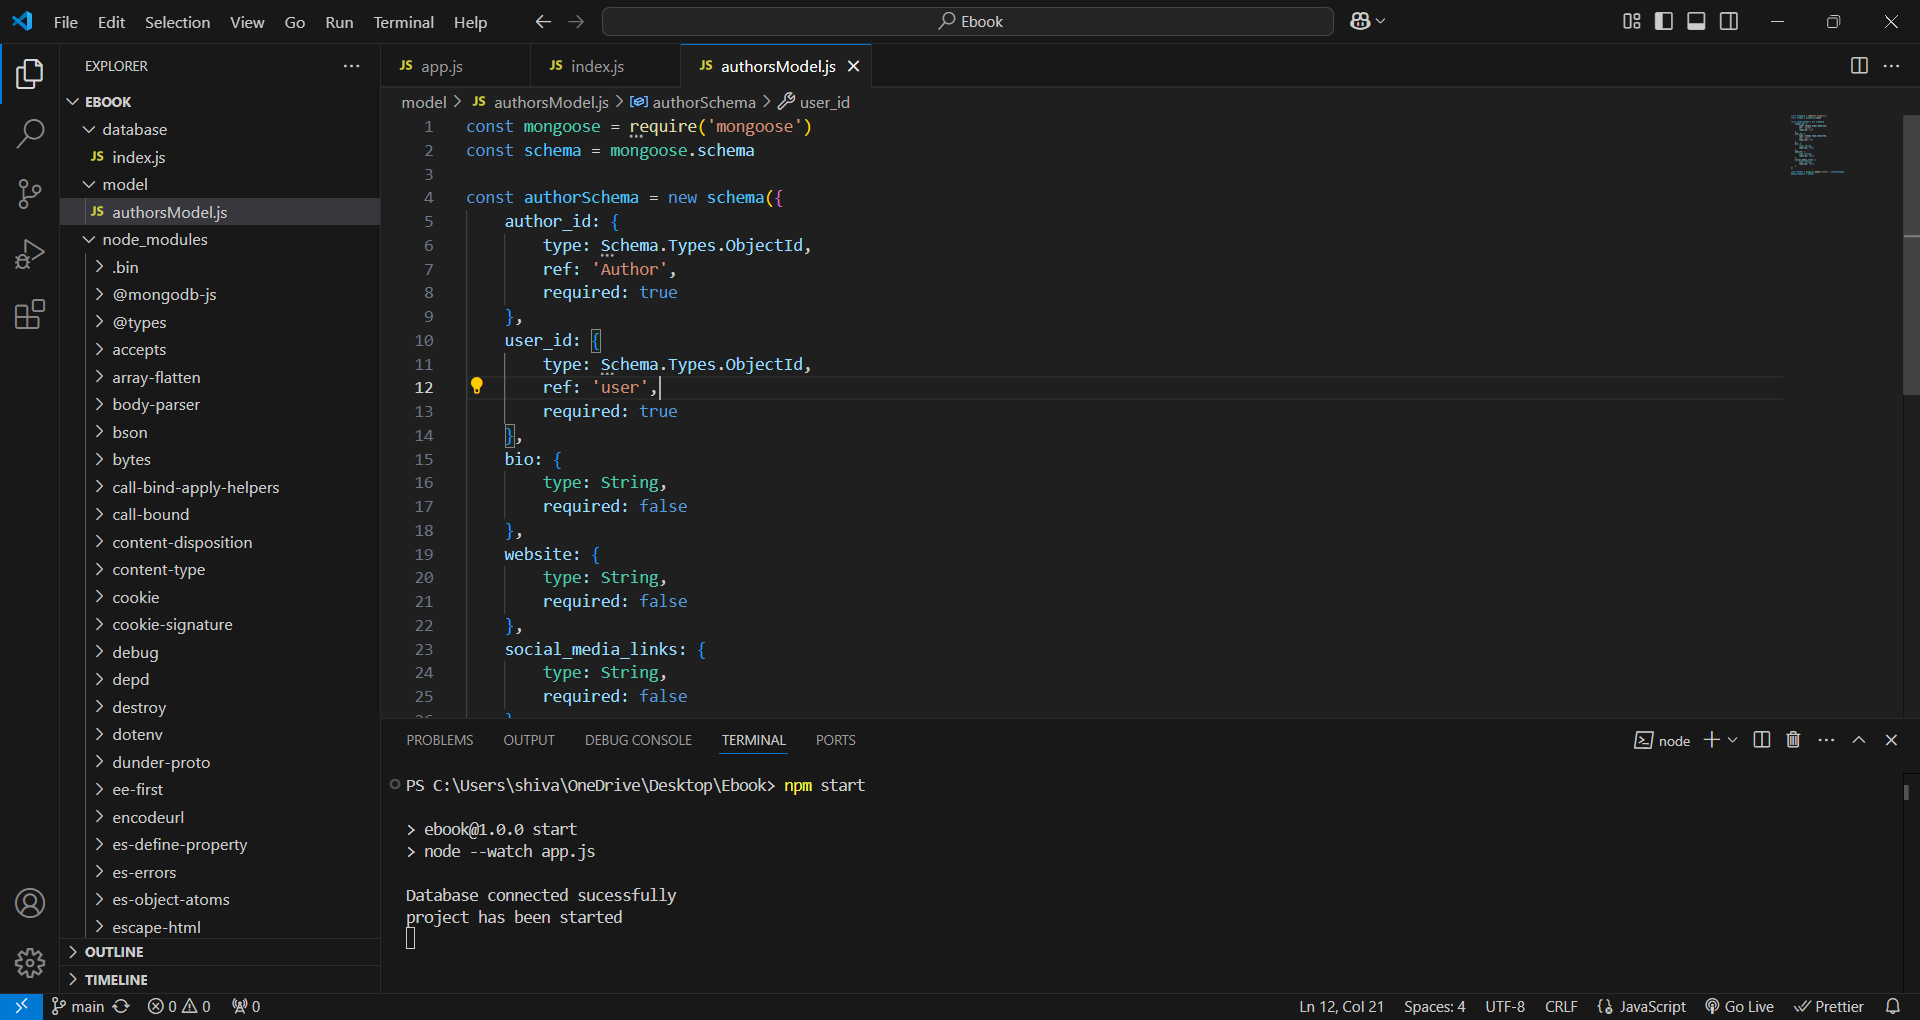 File Edit Selection View Go Run Terminal Help
Ebook
EXPLORER
EBOOK
database
JS index.js
model
JS authorsModel.js
node_modules
.bin
@mongodb-js
@types
accepts
array-flatten
body-parser
bson
bytes
call-bind-apply-helpers
call-bound
content-disposition
content-type
cookie
cookie-signature
debug
depd
destroy
dotenv
dunder-proto
ee-first
encodeurl
es-define-property
es-errors
es-object-atoms
escape-html
OUTLINE
TIMELINE
JS app.js JS index.js JS authorsModel.js
model > JS authorsModel.js > authorSchema > user_id
1 const mongoose = require('mongoose')
2 const schema = mongoose.schema
3
4 const authorSchema = new schema({
5 author_id: {
6 type: Schema.Types.ObjectId,
7 ref: 'Author',
8 required: true
9 },
10 user_id: {
11 type: Schema.Types.ObjectId,
12 ref: 'user',
13 required: true
14 },
15 bio: {
16 type: String,
17 required: false
18 },
19 website: {
20 type: String,
21 required: false
22 },
23 social_media_links: {
24 type: String,
25 required: false
PROBLEMS OUTPUT DEBUG CONSOLE TERMINAL PORTS
node
PS C:\Users\shiva\OneDrive\Desktop\Ebook> npm start
> ebook@1.0.0 start
> node --watch app.js
Database connected sucessfully
project has been started
main 0 0 0
Ln 12, Col 21 Spaces: 4 UTF-8 CRLF {} JavaScript Go Live Prettier